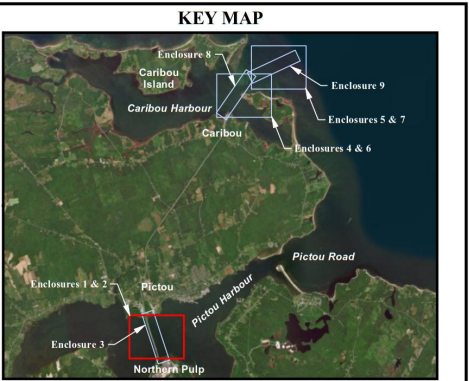 KEY MAP
Enclosure 8
Caribou
Island
Enclosure 9
Caribou Harbour
Enclosures 5 & 7
Caribou
Enclosures 4 & 6
Pictou Road
Enclosures 1 & 2
Pictou
Pictou Harbour
Enclosure 3
Northern Pulp